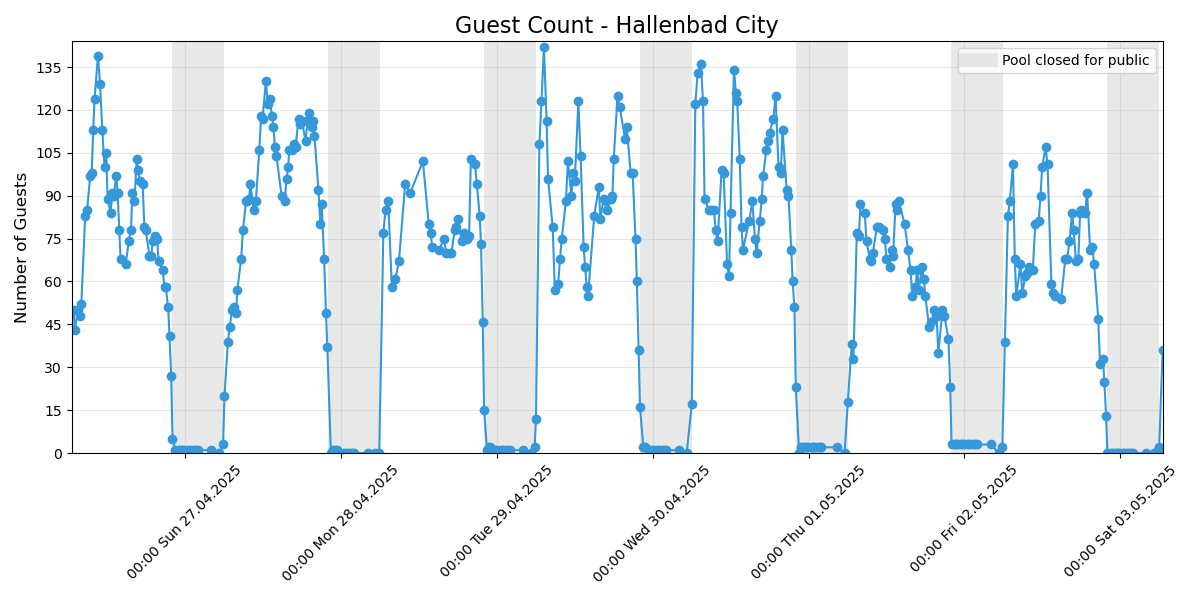 Guest Count - Hallenbad City
Pool closed for public
Number of Guests
135
120
105
90
75
60
45
30
15
0
00:00 Sun 27.04.2025
00:00 Mon 28.04.2025
00:00 Tue 29.04.2025
00:00 Wed 30.04.2025
00:00 Thu 01.05.2025
00:00 Fri 02.05.2025
00:00 Sat 03.05.2025